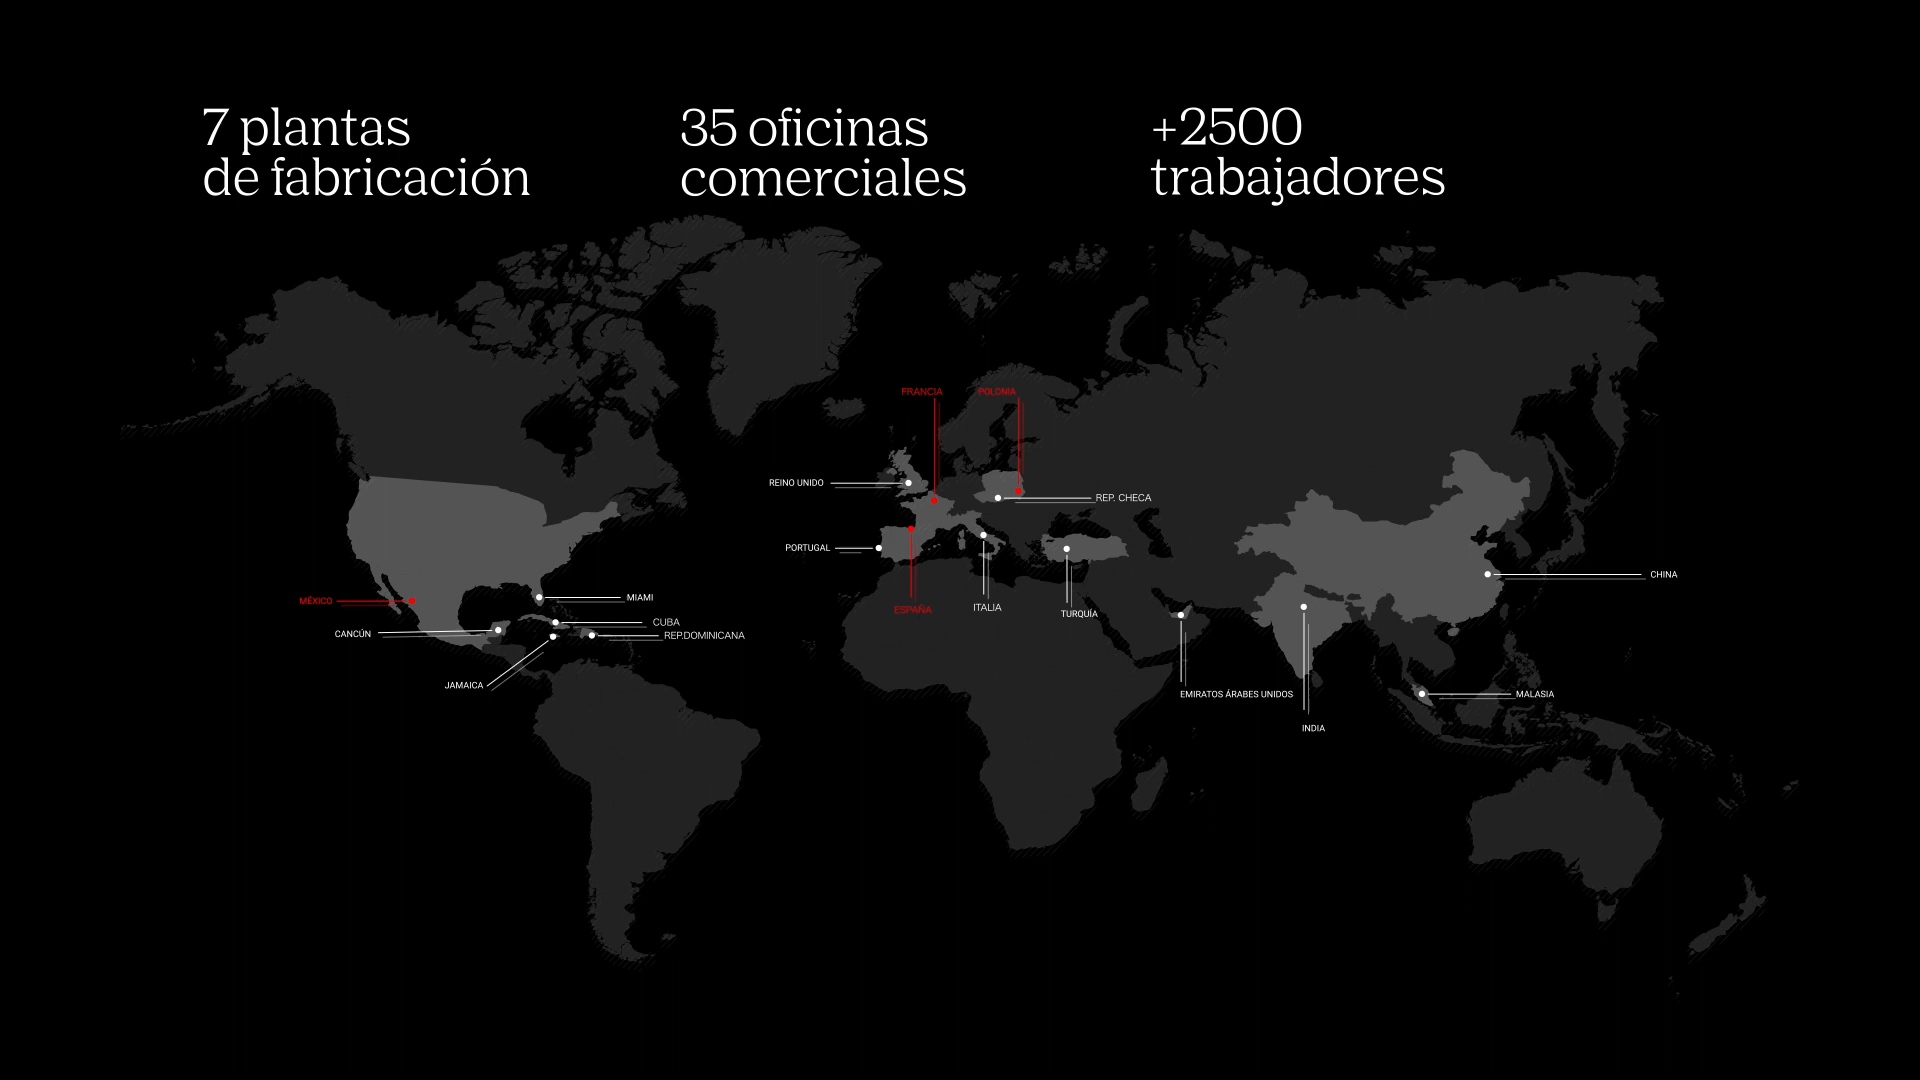 7 plantas
de fabricación
35 oficinas
comerciales
+2500
trabajadores
FRANCIA
POLONIA
REINO UNIDO
REP. CHECA
PORTUGAL
CHINA
MÉXICO
MIAMI
ESPAÑA
ITALIA
TURQUÍA
CUBA
CANCÚN
REP.DOMINICANA
JAMAICA
EMIRATOS ÁRABES UNIDOS
MALASIA
INDIA